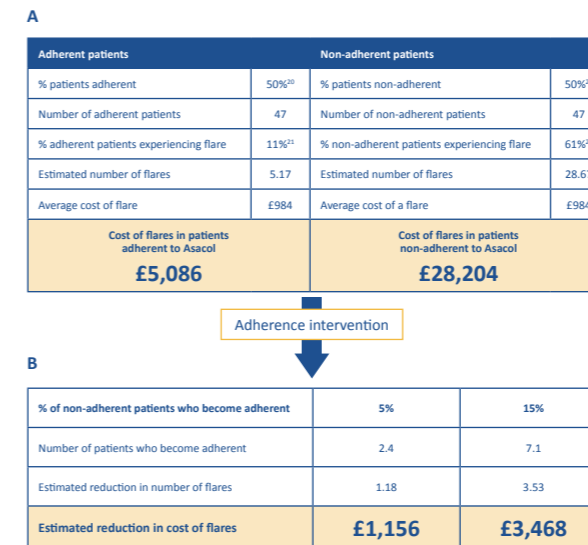 A
Adherent patients Non-adherent patients
% patients adherent 50%20 % patients non-adherent 50%
Number of adherent patients 47 Number of non-adherent patients 47
% adherent patients experiencing flare 11%21 % non-adherent patients experiencing flare 61%
Estimated number of flares 5.17 Estimated number of flares 28.67
Average cost of flare £984 Average cost of a flare £984
Cost of flares in patients
adherent to Asacol
£5,086
Cost of flares in patients
non-adherent to Asacol
£28,204
Adherence intervention
B
% of non-adherent patients who become adherent 5% 15%
Number of patients who become adherent 2.4 7.1
Estimated reduction in number of flares 1.18 3.53
Estimated reduction in cost of flares £1,156 £3,468